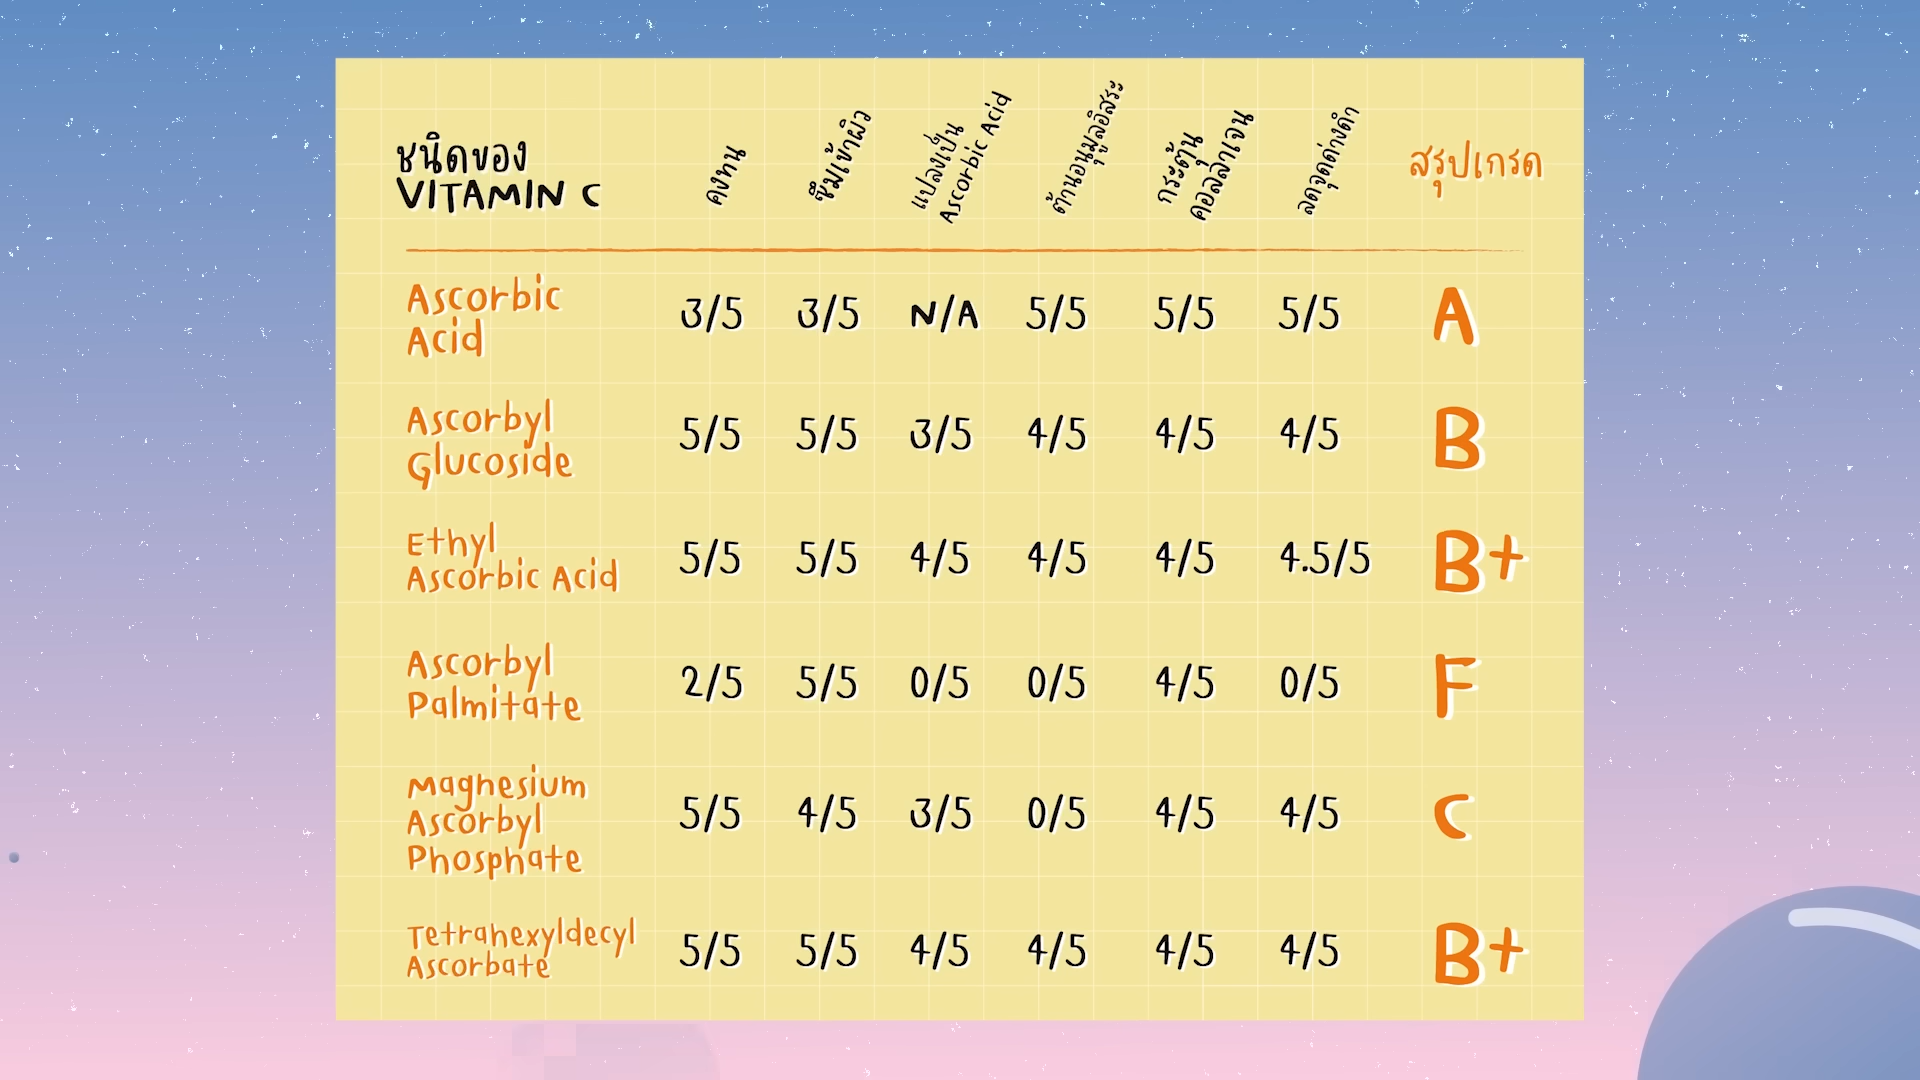 ชนิดของ
VITAMIN C
คงทน
ซึมเข้าผิว
แปลงเป็น
Ascorbic Acid
ต้านอนุมูลอิสระ
กระตุ้น
คอลลาเจน
ลดจุดด่างดำ
สรุปเกรด
Ascorbic
Acid
3/5 3/5 N/A 5/5 5/5 5/5 A
Ascorbyl
Glucoside
5/5 5/5 3/5 4/5 4/5 4/5 B
Ethyl
Ascorbic Acid
5/5 5/5 4/5 4/5 4/5 4.5/5 B+
Ascorbyl
Palmitate
2/5 5/5 0/5 0/5 4/5 0/5 F
Magnesium
Ascorbyl
Phosphate
5/5 4/5 3/5 0/5 4/5 4/5 C
Tetrahexyldecyl
Ascorbate
5/5 5/5 4/5 4/5 4/5 4/5 B+